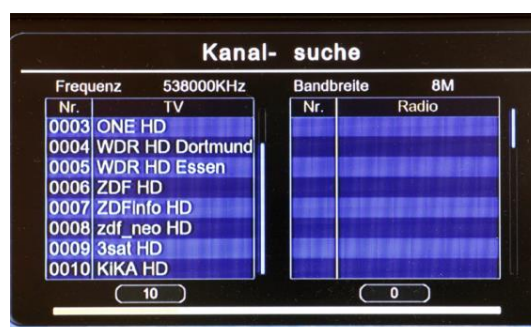 Kanal- suche
Frequenz 538000KHz Bandbreite 8M
Nr. TV Nr. Radio
0003 ONE HD
0004 WDR HD Dortmund
0005 WDR HD Essen
0006 ZDF HD
0007 ZDFinfo HD
0008 zdf_neo HD
0009 3sat HD
0010 KiKA HD
10 0